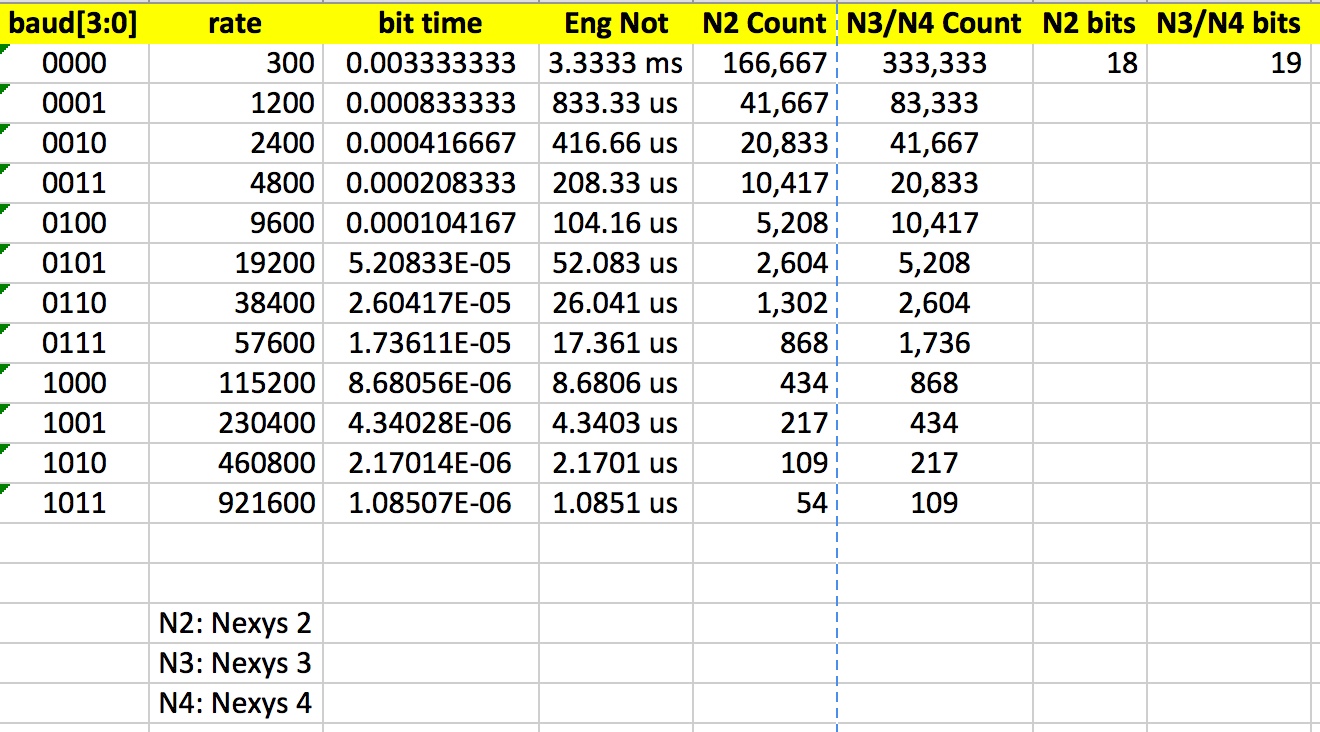 baud[3:0] rate bit time Eng Not N2 Count N3/N4 Count N2 bits N3/N4 bits
0000 300 0.003333333 3.3333 ms 166,667 333,333 18 19
0001 1200 0.000833333 833.33 us 41,667 83,333
0010 2400 0.000416667 416.66 us 20,833 41,667
0011 4800 0.000208333 208.33 us 10,417 20,833
0100 9600 0.000104167 104.16 us 5,208 10,417
0101 19200 5.20833E-05 52.083 us 2,604 5,208
0110 38400 2.60417E-05 26.041 us 1,302 2,604
0111 57600 1.73611E-05 17.361 us 868 1,736
1000 115200 8.68056E-06 8.6806 us 434 868
1001 230400 4.34028E-06 4.3403 us 217 434
1010 460800 2.17014E-06 2.1701 us 109 217
1011 921600 1.08507E-06 1.0851 us 54 109
N2: Nexys 2
N3: Nexys 3
N4: Nexys 4